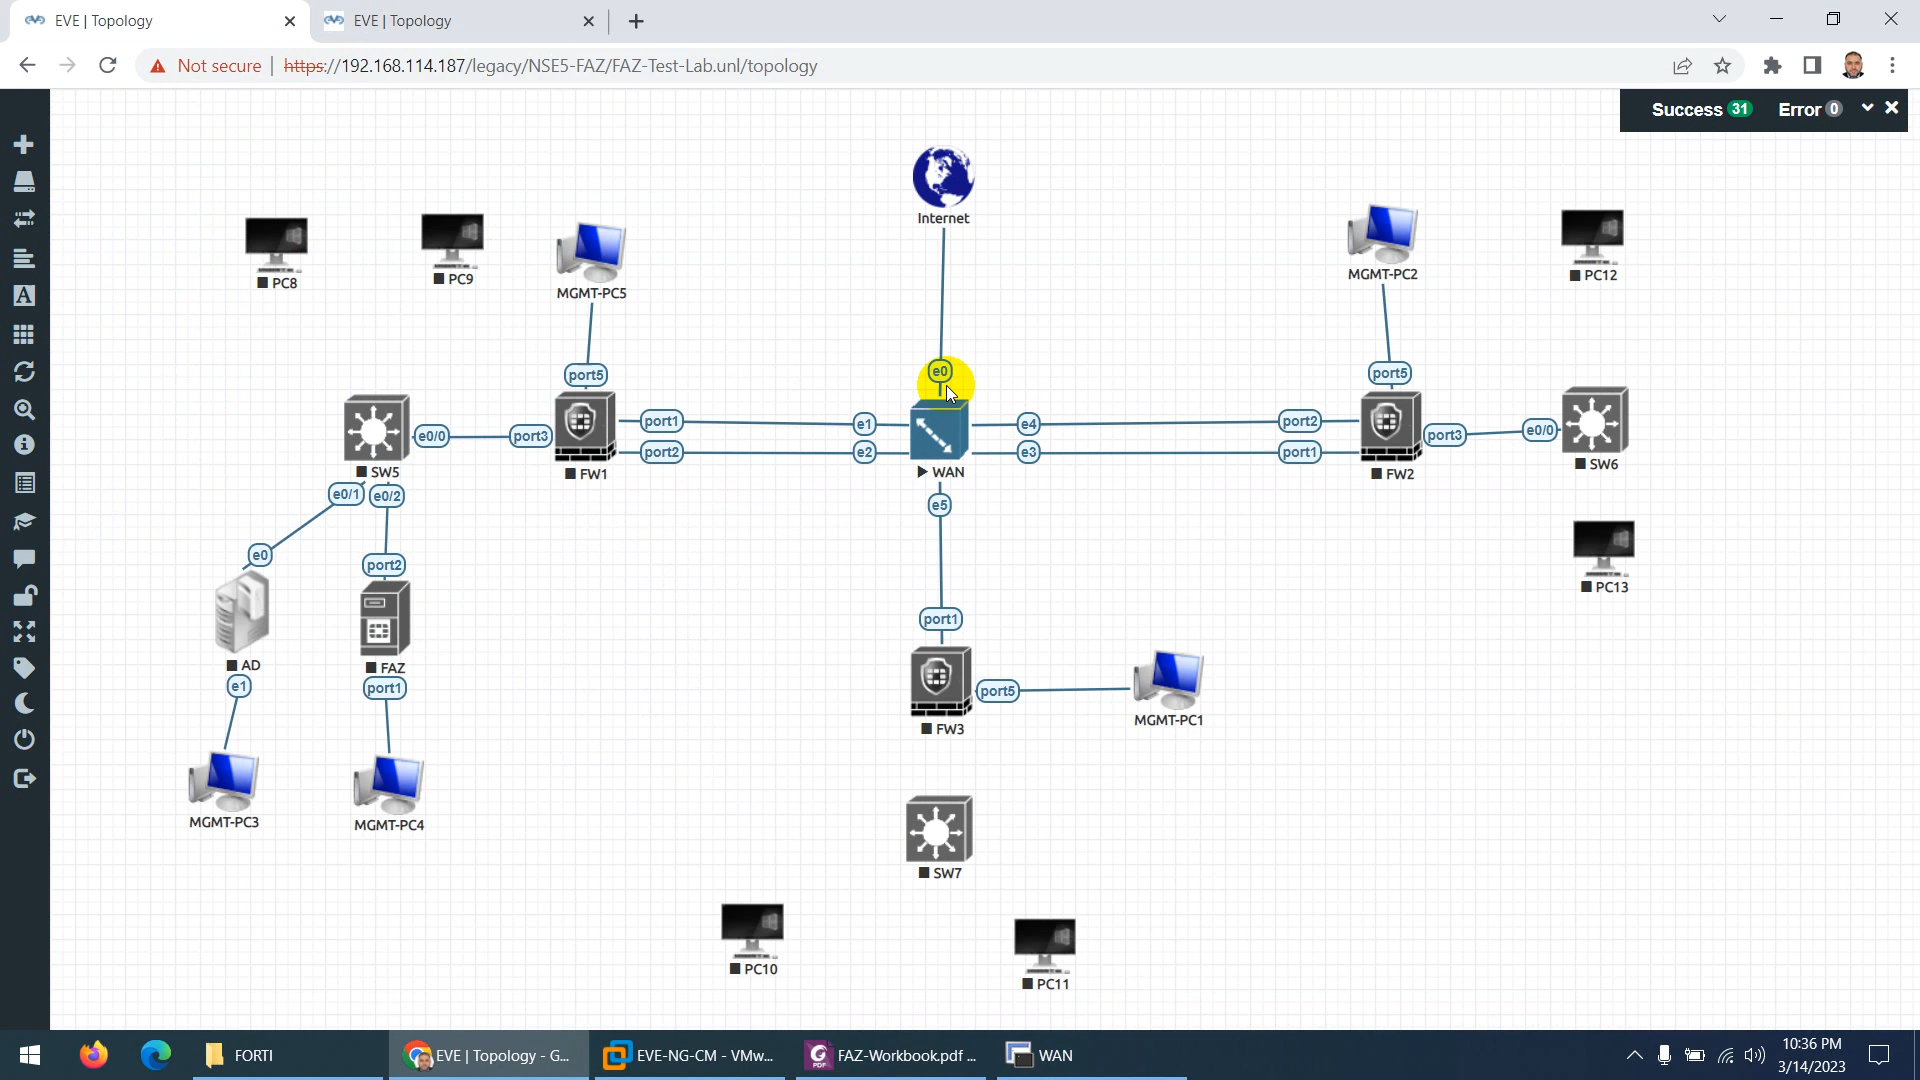 EVE | Topology
EVE | Topology
Not secure
https://192.168.114.187/legacy/NSE5-FAZ/FAZ-Test-Lab.unl/topology
Success 31 Error 0
Internet
PC8
PC9
MGMT-PC5
MGMT-PC2
PC12
port5
e0
port5
SW5
e0/0
port3
FW1
port1
port2
e1
e2
WAN
e4
e3
port2
port1
FW2
port3
e0/0
SW6
e0/1
e0/2
e5
e0
port2
PC13
AD
FAZ
port1
FW3
port5
MGMT-PC1
e1
port1
MGMT-PC3
MGMT-PC4
SW7
PC10
PC11
FORTI
EVE | Topology - G...
EVE-NG-CM - VMw...
FAZ-Workbook.pdf ...
WAN
10:36 PM
3/14/2023